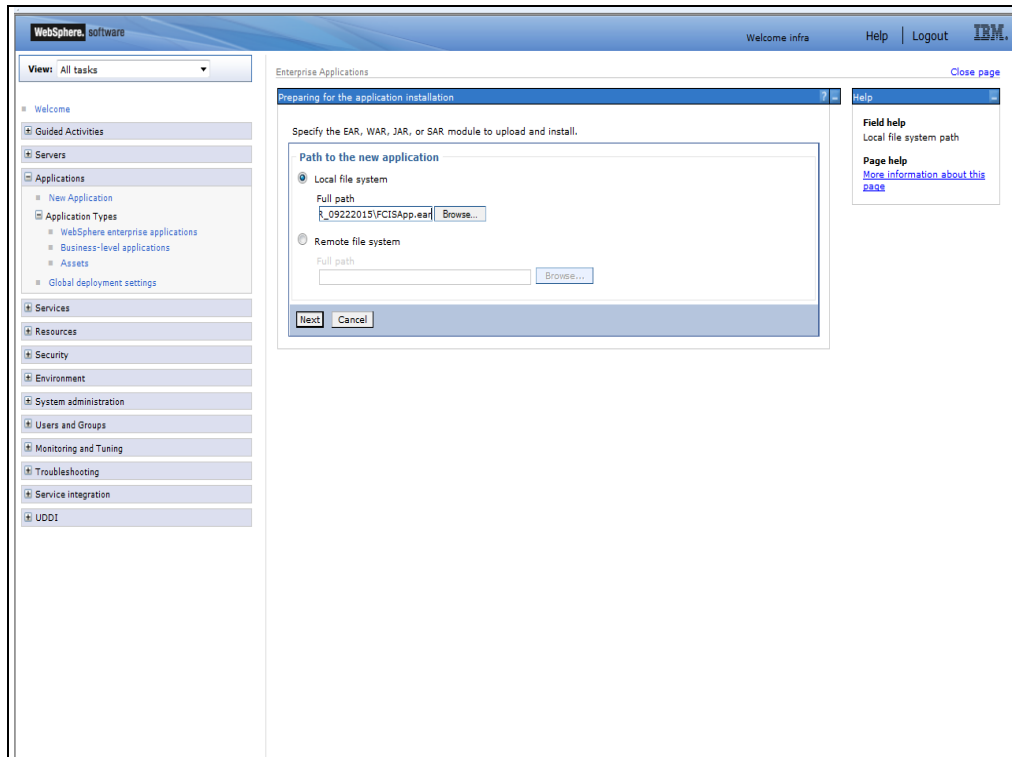 WebSphere. software
Welcome infra
Help | Logout
IBM.
View: All tasks
Welcome
Guided Activities
Servers
Applications
New Application
Application Types
WebSphere enterprise applications
Business-level applications
Assets
Global deployment settings
Services
Resources
Security
Environment
System administration
Users and Groups
Monitoring and Tuning
Troubleshooting
Service integration
UDDI
Enterprise Applications
Close page
Preparing for the application installation
? -
Specify the EAR, WAR, JAR, or SAR module to upload and install.
Path to the new application
Local file system
Full path
R_09222015\FCISApp.ear Browse...
Remote file system
Full path
Browse...
Next Cancel
Help
Field help
Local file system path
Page help
More information about this
page